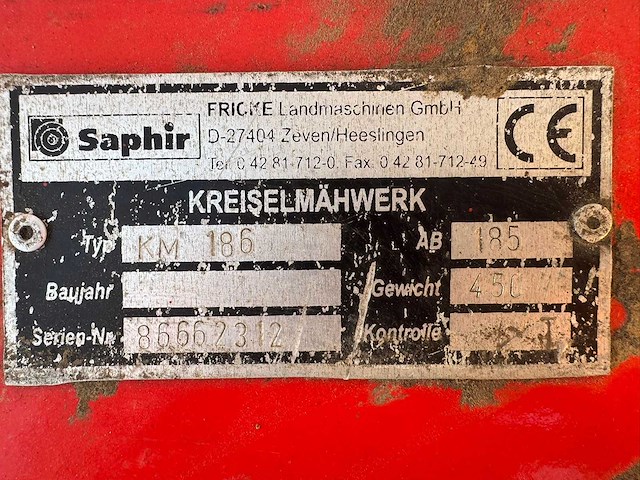 Saphir
FRICKE Landmaschinen GmbH
D-27404 Zeven/Heeslingen
Tel. 0 42 81-712-0. Fax. 0 42 81-712-49
CE
KREISELMÄHWERK
Typ KM 186 AB 185
Baujahr Gewicht 450
Serien-Nr. 86662312 Kontrolle